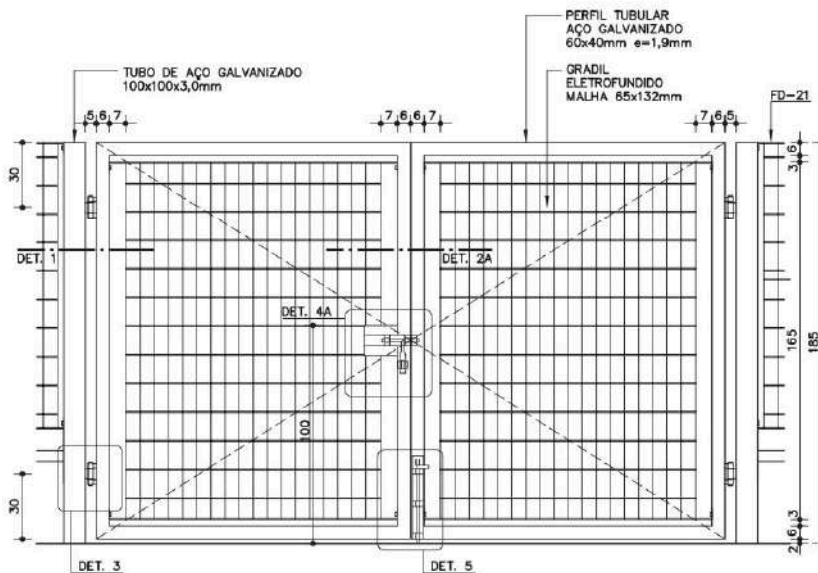 PERFIL TUBULAR
AÇO GALVANIZADO
60x40mm e=1,9mm
TUBO DE AÇO GALVANIZADO
100x100x3,0mm
GRADIL
ELETROFUNDIDO
MALHA 65x132mm
FD-21
5 6 7
7 6 6 7
7 6 5
30
6
3
DET. 1
DET. 2A
DET. 4A
165
185
100
30
3
6
2
DET. 3
DET. 5